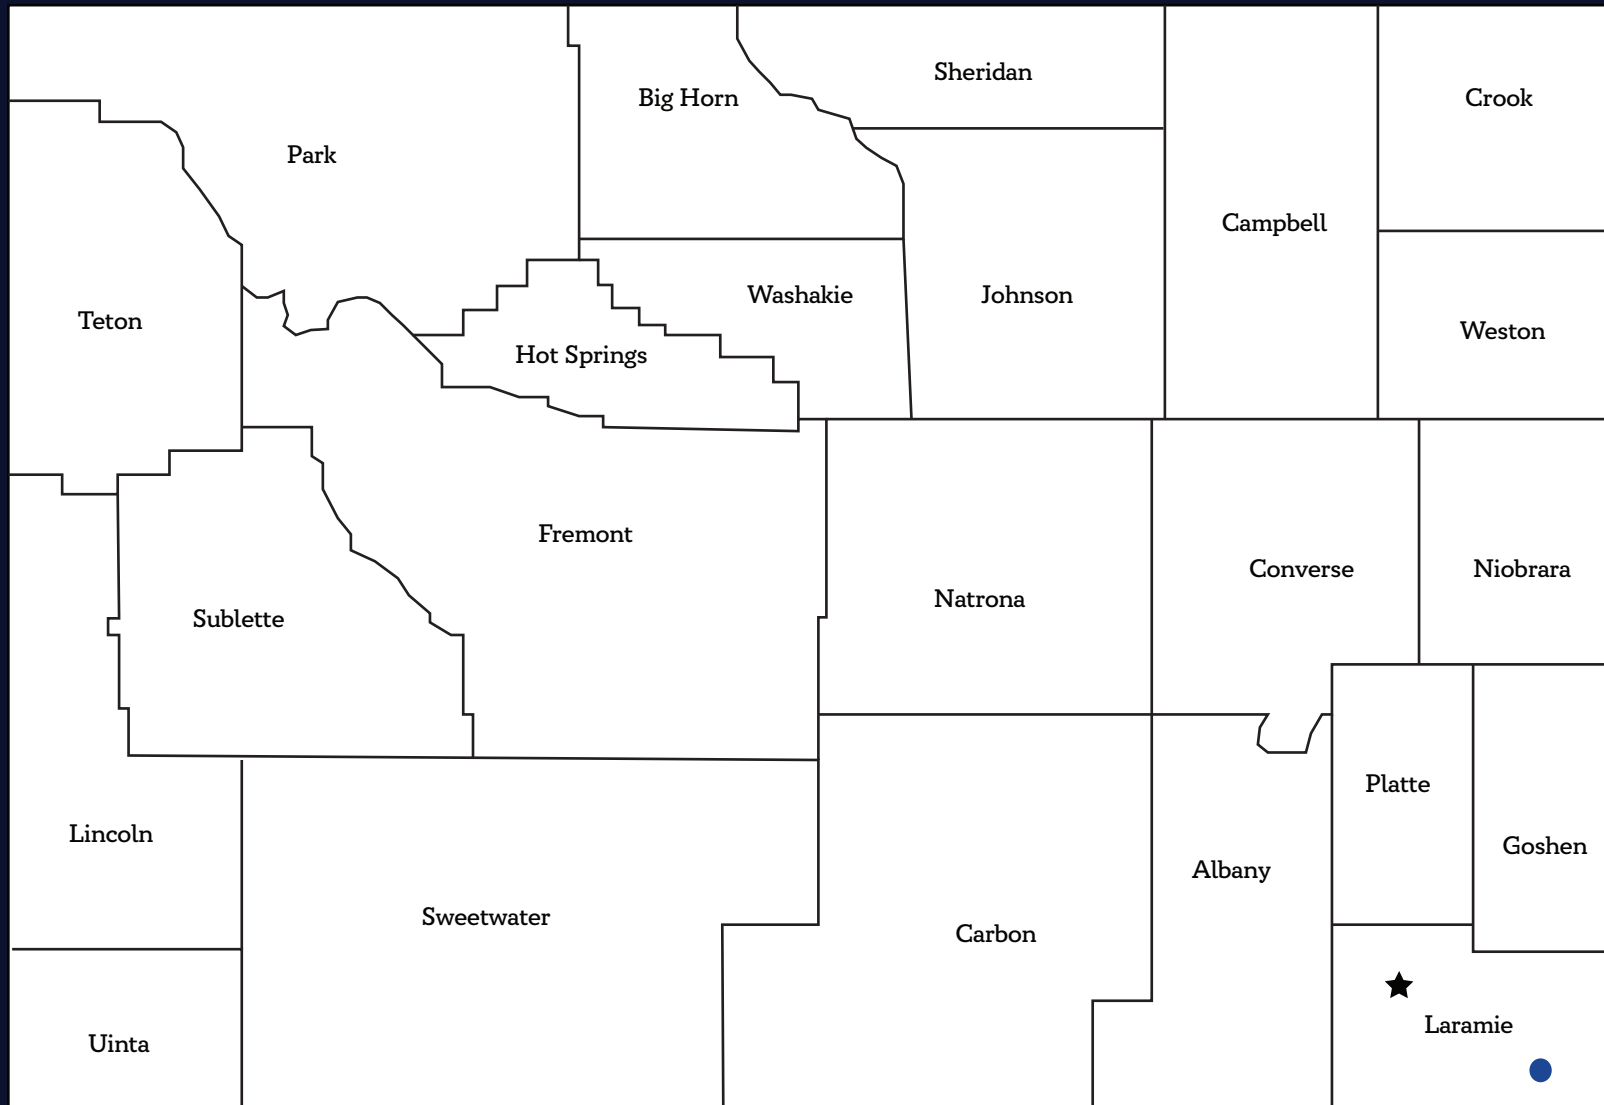 Sheridan
Big Horn
Crook
Park
Campbell
Washakie
Johnson
Teton
Weston
Hot Springs
Fremont
Converse
Niobrara
Natrona
Sublette
Platte
Lincoln
Goshen
Albany
Sweetwater
Carbon
Laramie
Uinta